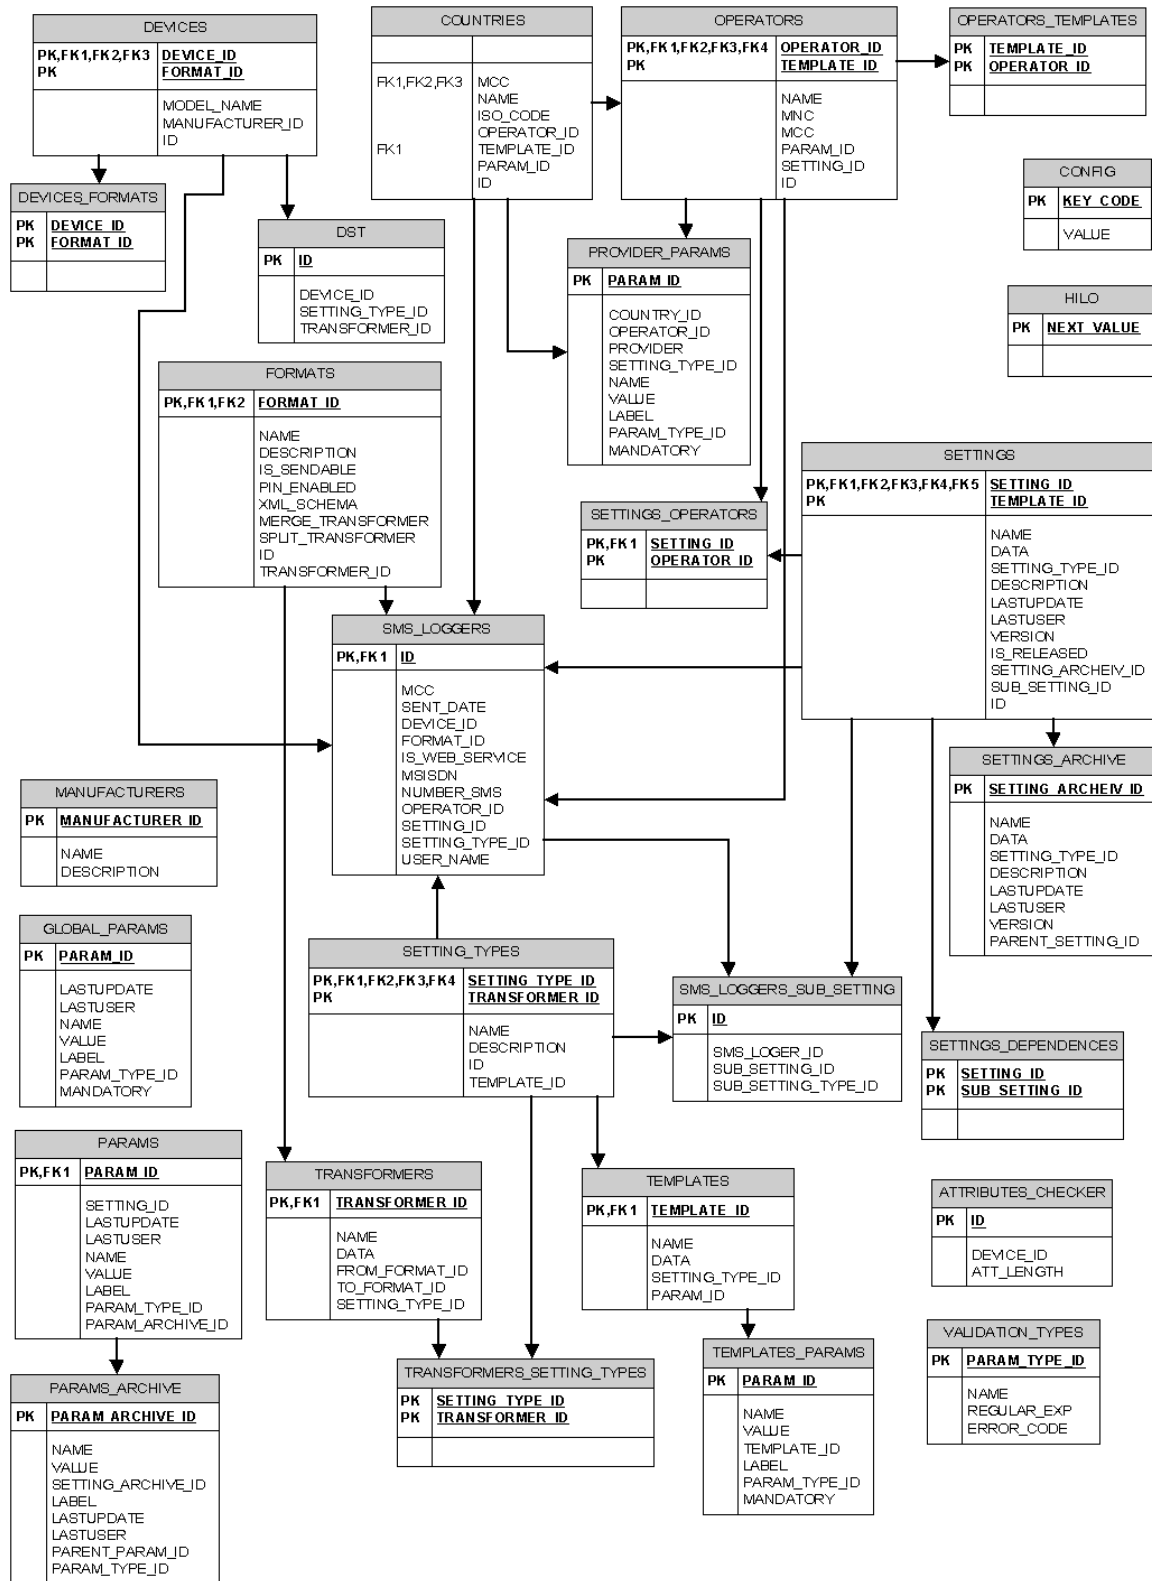 DEVICES
PK,FK1,FK2,FK3 DEVICE_ID
PK FORMAT_ID
MODEL_NAME
MANUFACTURER_ID
ID
COUNTRIES
FK1,FK2,FK3 MCC
NAME
ISO_CODE
OPERATOR_ID
FK1 TEMPLATE_ID
PARAM_ID
ID
OPERATORS
PK,FK1,FK2,FK3,FK4 OPERATOR_ID
PK TEMPLATE_ID
NAME
MNC
MCC
PARAM_ID
SETTING_ID
ID
OPERATORS_TEMPLATES
PK TEMPLATE_ID
PK OPERATOR_ID
DEVICES_FORMATS
PK DEVICE_ID
PK FORMAT_ID
DST
PK ID
DEVICE_ID
SETTING_TYPE_ID
TRANSFORMER_ID
PROVIDER_PARAMS
PK PARAM_ID
COUNTRY_ID
OPERATOR_ID
PROVIDER
SETTING_TYPE_ID
NAME
VALUE
LABEL
PARAM_TYPE_ID
MANDATORY
CONFIG
PK KEY_CODE
VALUE
HILO
PK NEXT_VALUE
FORMATS
PK,FK1,FK2 FORMAT_ID
NAME
DESCRIPTION
IS_SENDABLE
PIN_ENABLED
XML_SCHEMA
MERGE_TRANSFORMER
SPLIT_TRANSFORMER
ID
TRANSFORMER_ID
SETTINGS_OPERATORS
PK,FK1 SETTING_ID
PK OPERATOR_ID
SETTINGS
PK,FK1,FK2,FK3,FK4,FK5 SETTING_ID
PK TEMPLATE_ID
NAME
DATA
SETTING_TYPE_ID
DESCRIPTION
LASTUPDATE
LASTUSER
VERSION
IS_RELEASED
SETTING_ARCHEIV_ID
SUB_SETTING_ID
ID
SMS_LOGGERS
PK,FK1 ID
MCC
SENT_DATE
DEVICE_ID
FORMAT_ID
IS_WEB_SERVICE
MSISDN
NUMBER_SMS
OPERATOR_ID
SETTING_ID
SETTING_TYPE_ID
USER_NAME
SETTINGS_ARCHIVE
PK SETTING_ARCHEIV_ID
NAME
DATA
SETTING_TYPE_ID
DESCRIPTION
LASTUPDATE
LASTUSER
VERSION
PARENT_SETTING_ID
MANUFACTURERS
PK MANUFACTURER_ID
NAME
DESCRIPTION
GLOBAL_PARAMS
PK PARAM_ID
LASTUPDATE
LASTUSER
NAME
VALUE
LABEL
PARAM_TYPE_ID
MANDATORY
SETTING_TYPES
PK,FK1,FK2,FK3,FK4 SETTING_TYPE_ID
PK TRANSFORMER_ID
NAME
DESCRIPTION
ID
TEMPLATE_ID
SMS_LOGGERS_SUB_SETTING
PK ID
SMS_LOGER_ID
SUB_SETTING_ID
SUB_SETTING_TYPE_ID
SETTINGS_DEPENDENCES
PK SETTING_ID
PK SUB_SETTING_ID
PARAMS
PK,FK1 PARAM_ID
SETTING_ID
LASTUPDATE
LASTUSER
NAME
VALUE
LABEL
PARAM_TYPE_ID
PARAM_ARCHIVE_ID
TRANSFORMERS
PK,FK1 TRANSFORMER_ID
NAME
DATA
FROM_FORMAT_ID
TO_FORMAT_ID
SETTING_TYPE_ID
TEMPLATES
PK,FK1 TEMPLATE_ID
NAME
DATA
SETTING_TYPE_ID
PARAM_ID
ATTRIBUTES_CHECKER
PK ID
DEVICE_ID
ATT_LENGTH
PARAMS_ARCHIVE
PK PARAM_ARCHIVE_ID
NAME
VALUE
SETTING_ARCHIVE_ID
LABEL
LASTUPDATE
LASTUSER
PARENT_PARAM_ID
PARAM_TYPE_ID
TRANSFORMERS_SETTING_TYPES
PK SETTING_TYPE_ID
PK TRANSFORMER_ID
TEMPLATES_PARAMS
PK PARAM_ID
NAME
VALUE
TEMPLATE_ID
LABEL
PARAM_TYPE_ID
MANDATORY
VALIDATION_TYPES
PK PARAM_TYPE_ID
NAME
REGULAR_EXP
ERROR_CODE